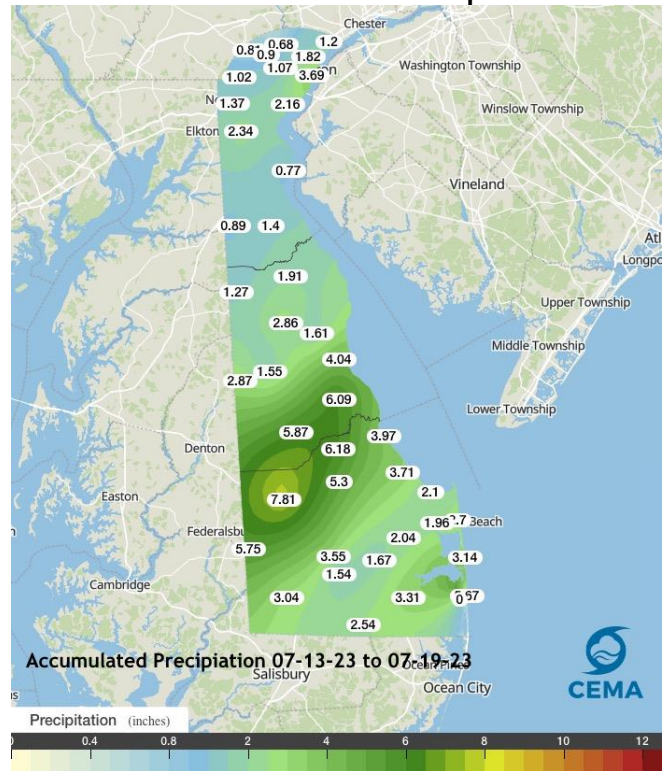 Chester
0.68
1.2
0.9
1.82
1.07
3.69
1.02
Washington Township
1.37
2.16
Winslow Township
Elkton
2.34
0.77
Vineland
0.89
1.4
1.91
1.27
Upper Township
2.86
1.61
Middle Township
4.04
1.55
2.87
6.09
Lower Township
5.87
3.97
Denton
6.18
3.71
5.3
2.1
Easton
7.81
1.96
Beach
2.04
5.75
3.55
1.67
3.14
1.54
Cambridge
3.04
3.31
0
2.54
Accumulated Precipiation 07-13-23 to 07-19-23
Salisbury
Ocean City
CEMA
Precipitation (inches)
0.4 0.8 2 4 6 8 10 12